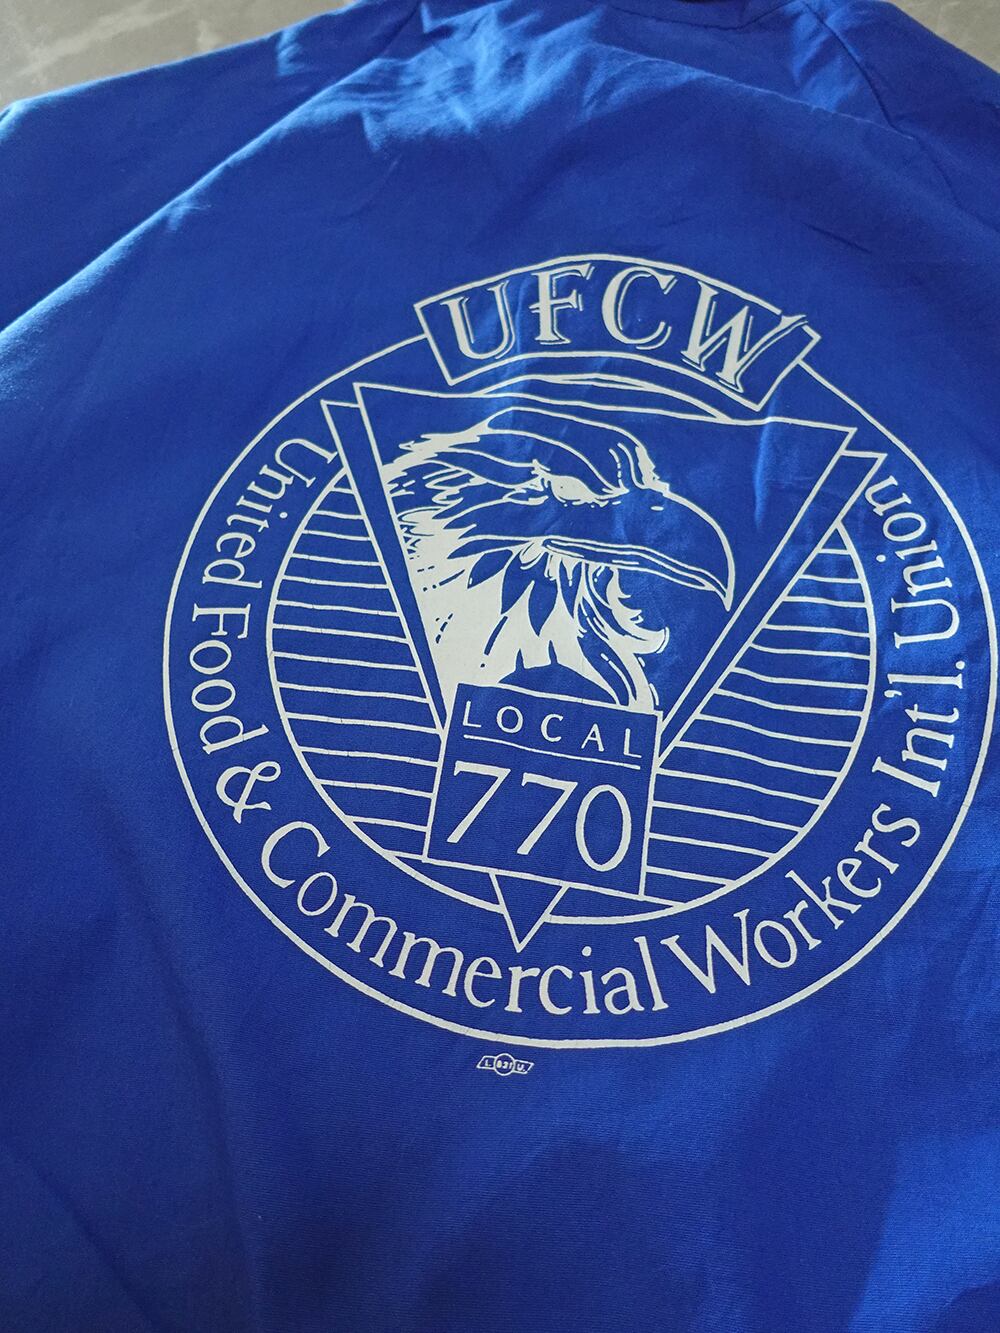 UFCW
United Food & Commercial Workers Int'l. Union
LOCAL
770